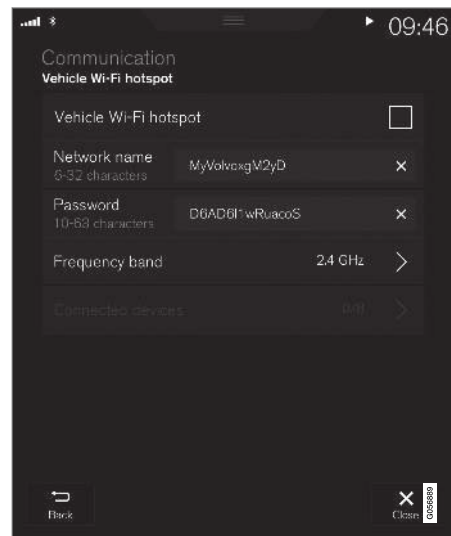 09:46
Communication
Vehicle Wi-Fi hotspot
Vehicle Wi-Fi hotspot
Network name
6-32 characters
MyVolvoxgM2yD
Password
10-63 characters
D6AD6I1wRuacoS
Frequency band 2.4 GHz
Connected devices
Back
Close
G056889